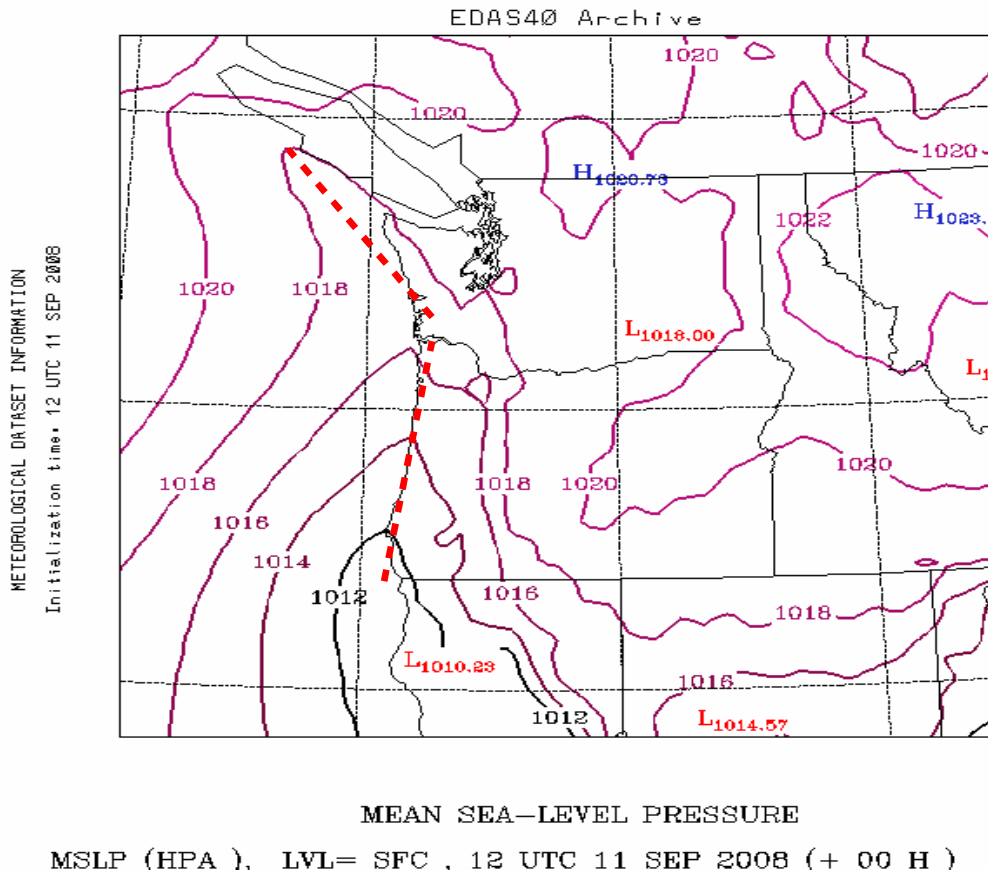 EDAS40 Archive
1020
1020
1020
H1020.73
1022
H1023.
1020
1018
L1018.00
L1
1018
1018
1020
1020
1016
1014
1012
1016
1018
L1010.23
1016
1012
L1014.57
METEOROLOGICAL DATASET INFORMATION
Initialization time: 12 UTC 11 SEP 2008
MEAN SEA-LEVEL PRESSURE
MSLP (HPA ), LVL= SFC , 12 UTC 11 SEP 2008 (+ 00 H )